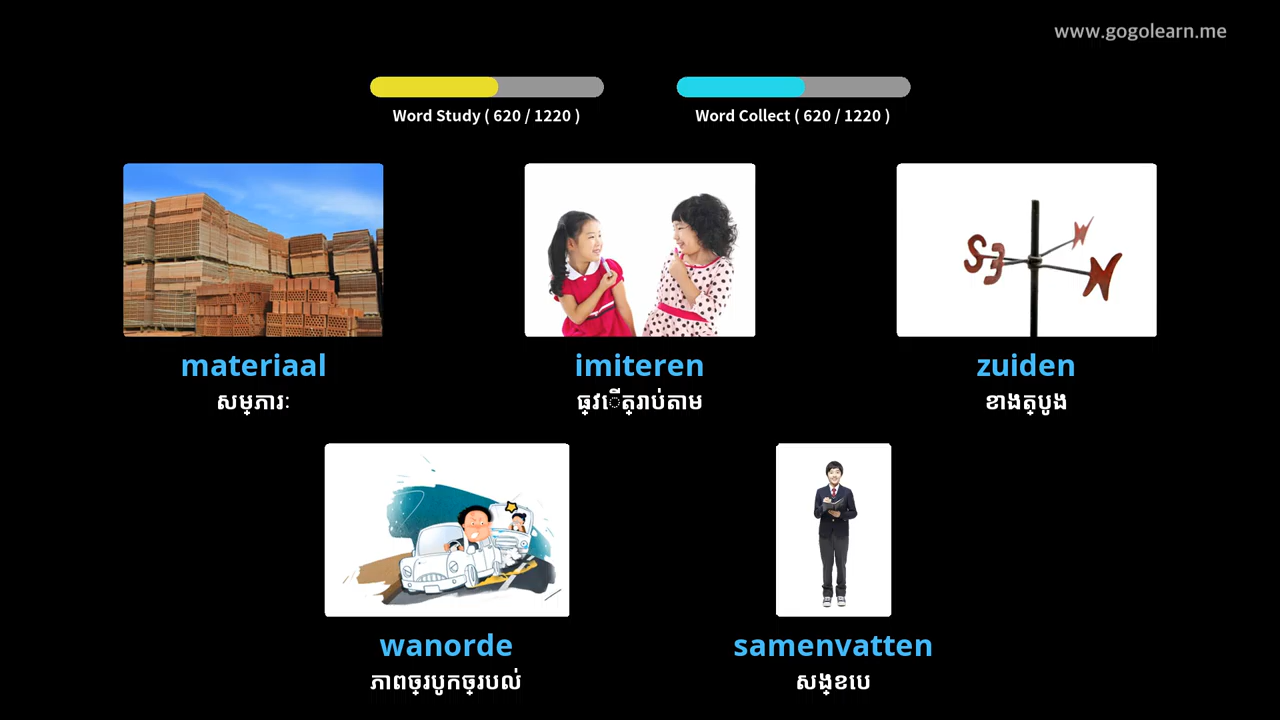 www.gogolearn.me
Word Study ( 620 / 1220 )
Word Collect ( 620 / 1220 )
S
E
N
W
materiaal
imiteren
zuiden
សម្ភារៈ
ធ្វើត្រាប់តាម
ខាងត្បូង
wanorde
samenvatten
ភាពច្របូកច្របល់
សង្ខេប